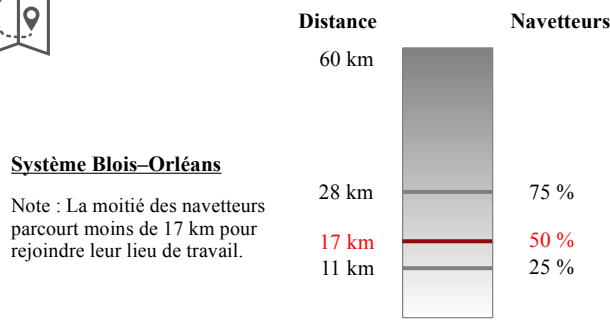 Distance Navetteurs
60 km
Système Blois–Orléans
Note : La moitié des navetteurs
parcourt moins de 17 km pour
rejoindre leur lieu de travail.
28 km 75 %
17 km 50 %
11 km 25 %